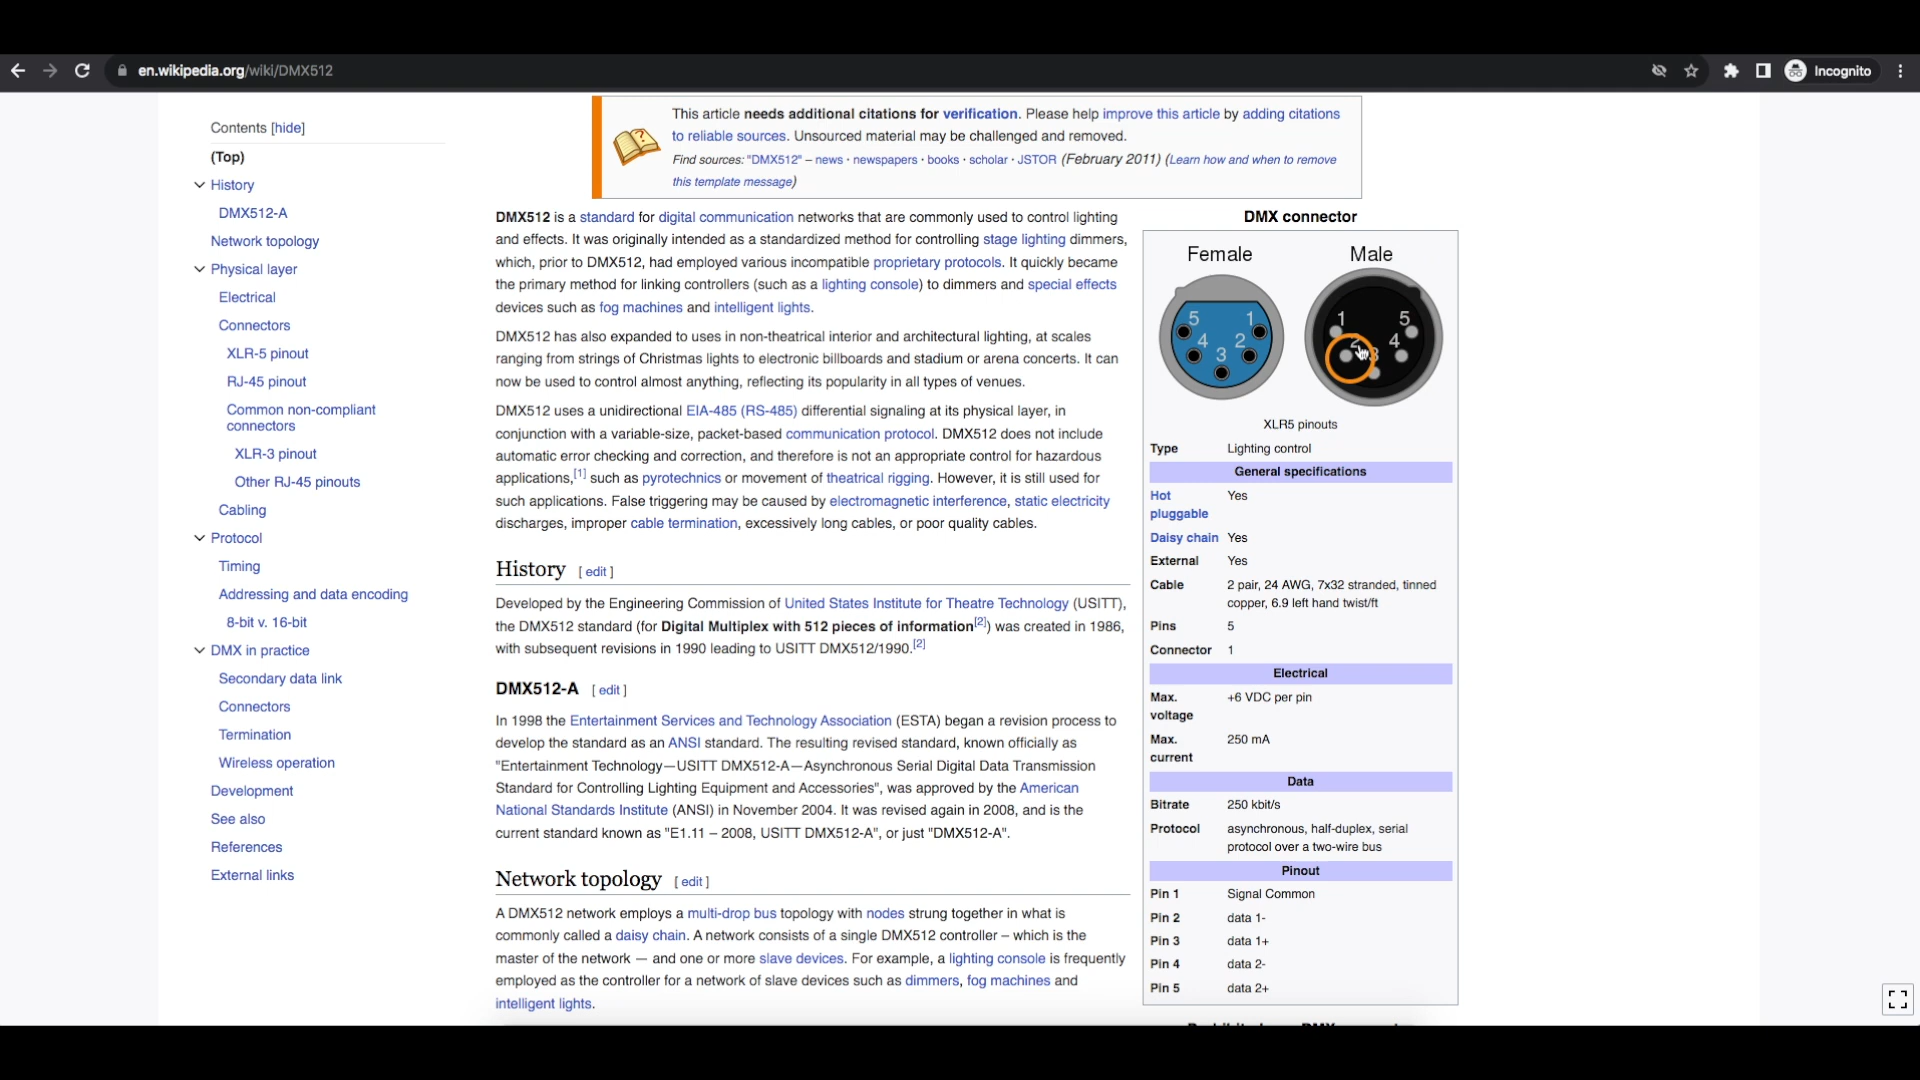 en.wikipedia.org/wiki/DMX512
Incognito
Contents [hide]
(Top)
History
DMX512-A
Network topology
Physical layer
Electrical
Connectors
XLR-5 pinout
RJ-45 pinout
Common non-compliant
connectors
XLR-3 pinout
Other RJ-45 pinouts
Cabling
Protocol
Timing
Addressing and data encoding
8-bit v. 16-bit
DMX in practice
Secondary data link
Connectors
Termination
Wireless operation
Development
See also
References
External links
This article needs additional citations for verification. Please help improve this article by adding citations
to reliable sources. Unsourced material may be challenged and removed.
Find sources: "DMX512" – news · newspapers · books · scholar · JSTOR (February 2011) (Learn how and when to remove
this template message)
DMX512 is a standard for digital communication networks that are commonly used to control lighting
and effects. It was originally intended as a standardized method for controlling stage lighting dimmers,
which, prior to DMX512, had employed various incompatible proprietary protocols. It quickly became
the primary method for linking controllers (such as a lighting console) to dimmers and special effects
devices such as fog machines and intelligent lights.
DMX512 has also expanded to uses in non-theatrical interior and architectural lighting, at scales
ranging from strings of Christmas lights to electronic billboards and stadium or arena concerts. It can
now be used to control almost anything, reflecting its popularity in all types of venues.
DMX512 uses a unidirectional EIA-485 (RS-485) differential signaling at its physical layer, in
conjunction with a variable-size, packet-based communication protocol. DMX512 does not include
automatic error checking and correction, and therefore is not an appropriate control for hazardous
applications,[1] such as pyrotechnics or movement of theatrical rigging. However, it is still used for
such applications. False triggering may be caused by electromagnetic interference, static electricity
discharges, improper cable termination, excessively long cables, or poor quality cables.
History [ edit ]
Developed by the Engineering Commission of United States Institute for Theatre Technology (USITT),
the DMX512 standard (for Digital Multiplex with 512 pieces of information[2]) was created in 1986,
with subsequent revisions in 1990 leading to USITT DMX512/1990.[2]
DMX512-A [ edit ]
In 1998 the Entertainment Services and Technology Association (ESTA) began a revision process to
develop the standard as an ANSI standard. The resulting revised standard, known officially as
"Entertainment Technology—USITT DMX512-A—Asynchronous Serial Digital Data Transmission
Standard for Controlling Lighting Equipment and Accessories", was approved by the American
National Standards Institute (ANSI) in November 2004. It was revised again in 2008, and is the
current standard known as "E1.11 – 2008, USITT DMX512-A", or just "DMX512-A".
Network topology [ edit ]
A DMX512 network employs a multi-drop bus topology with nodes strung together in what is
commonly called a daisy chain. A network consists of a single DMX512 controller – which is the
master of the network — and one or more slave devices. For example, a lighting console is frequently
employed as the controller for a network of slave devices such as dimmers, fog machines and
intelligent lights.
DMX connector
Female Male
5 1 1 5
4 2 2 4
3 3
XLR5 pinouts
Type Lighting control
General specifications
Hot Yes
pluggable
Daisy chain Yes
External Yes
Cable 2 pair, 24 AWG, 7x32 stranded, tinned
copper, 6.9 left hand twist/ft
Pins 5
Connector 1
Electrical
Max. +6 VDC per pin
voltage
Max. 250 mA
current
Data
Bitrate 250 kbit/s
Protocol asynchronous, half-duplex, serial
protocol over a two-wire bus
Pinout
Pin 1 Signal Common
Pin 2 data 1-
Pin 3 data 1+
Pin 4 data 2-
Pin 5 data 2+